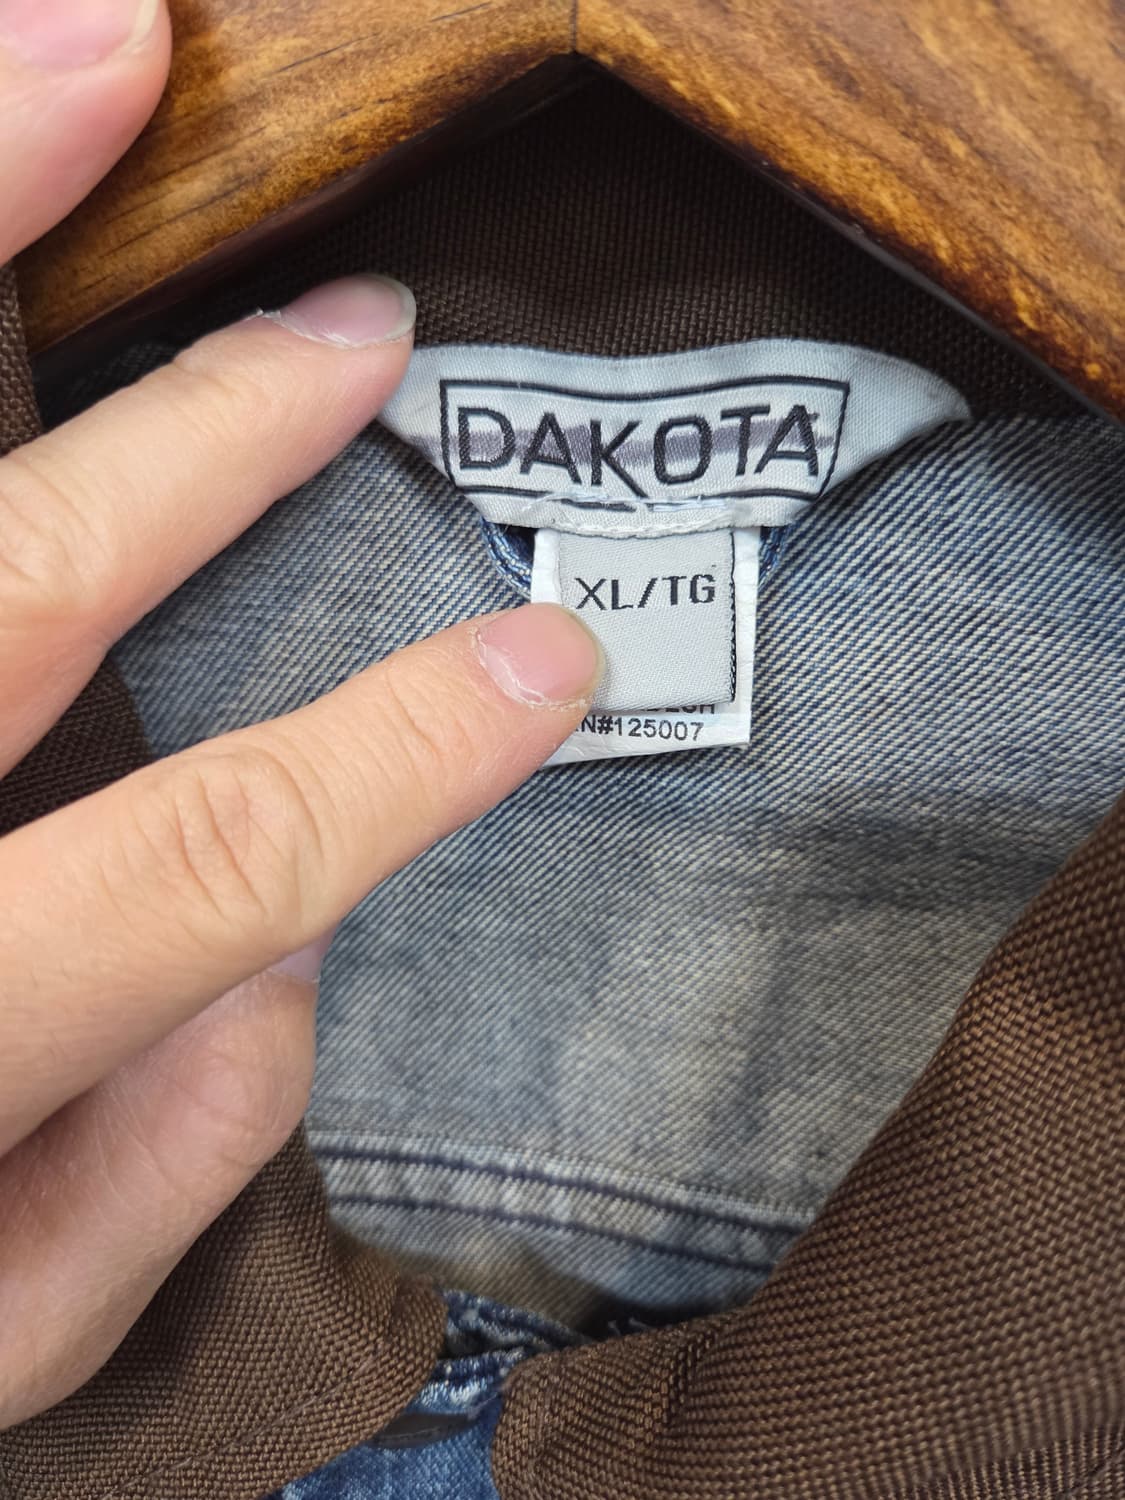 DAKOTA
XL/TG
N#125007